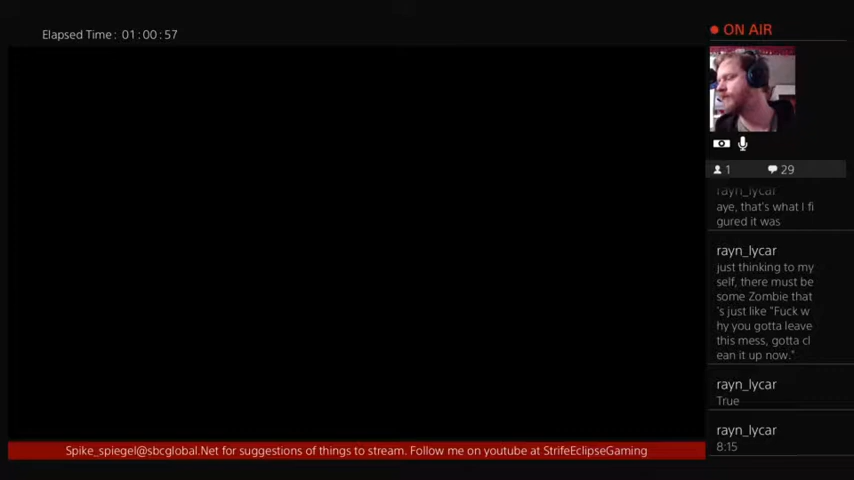 Elapsed Time: 01:00:57
ON AIR
1
29
rayn_lycar
aye, that's what I fi
gured it was
rayn_lycar
just thinking to my
self, there must be
some Zombie that
's just like "Fuck w
hy you gotta leave
this mess, gotta cl
ean it up now."
rayn_lycar
True
rayn_lycar
8:15
Spike_spiegel@sbcglobal.Net for suggestions of things to stream. Follow me on youtube at StrifeEclipseGaming